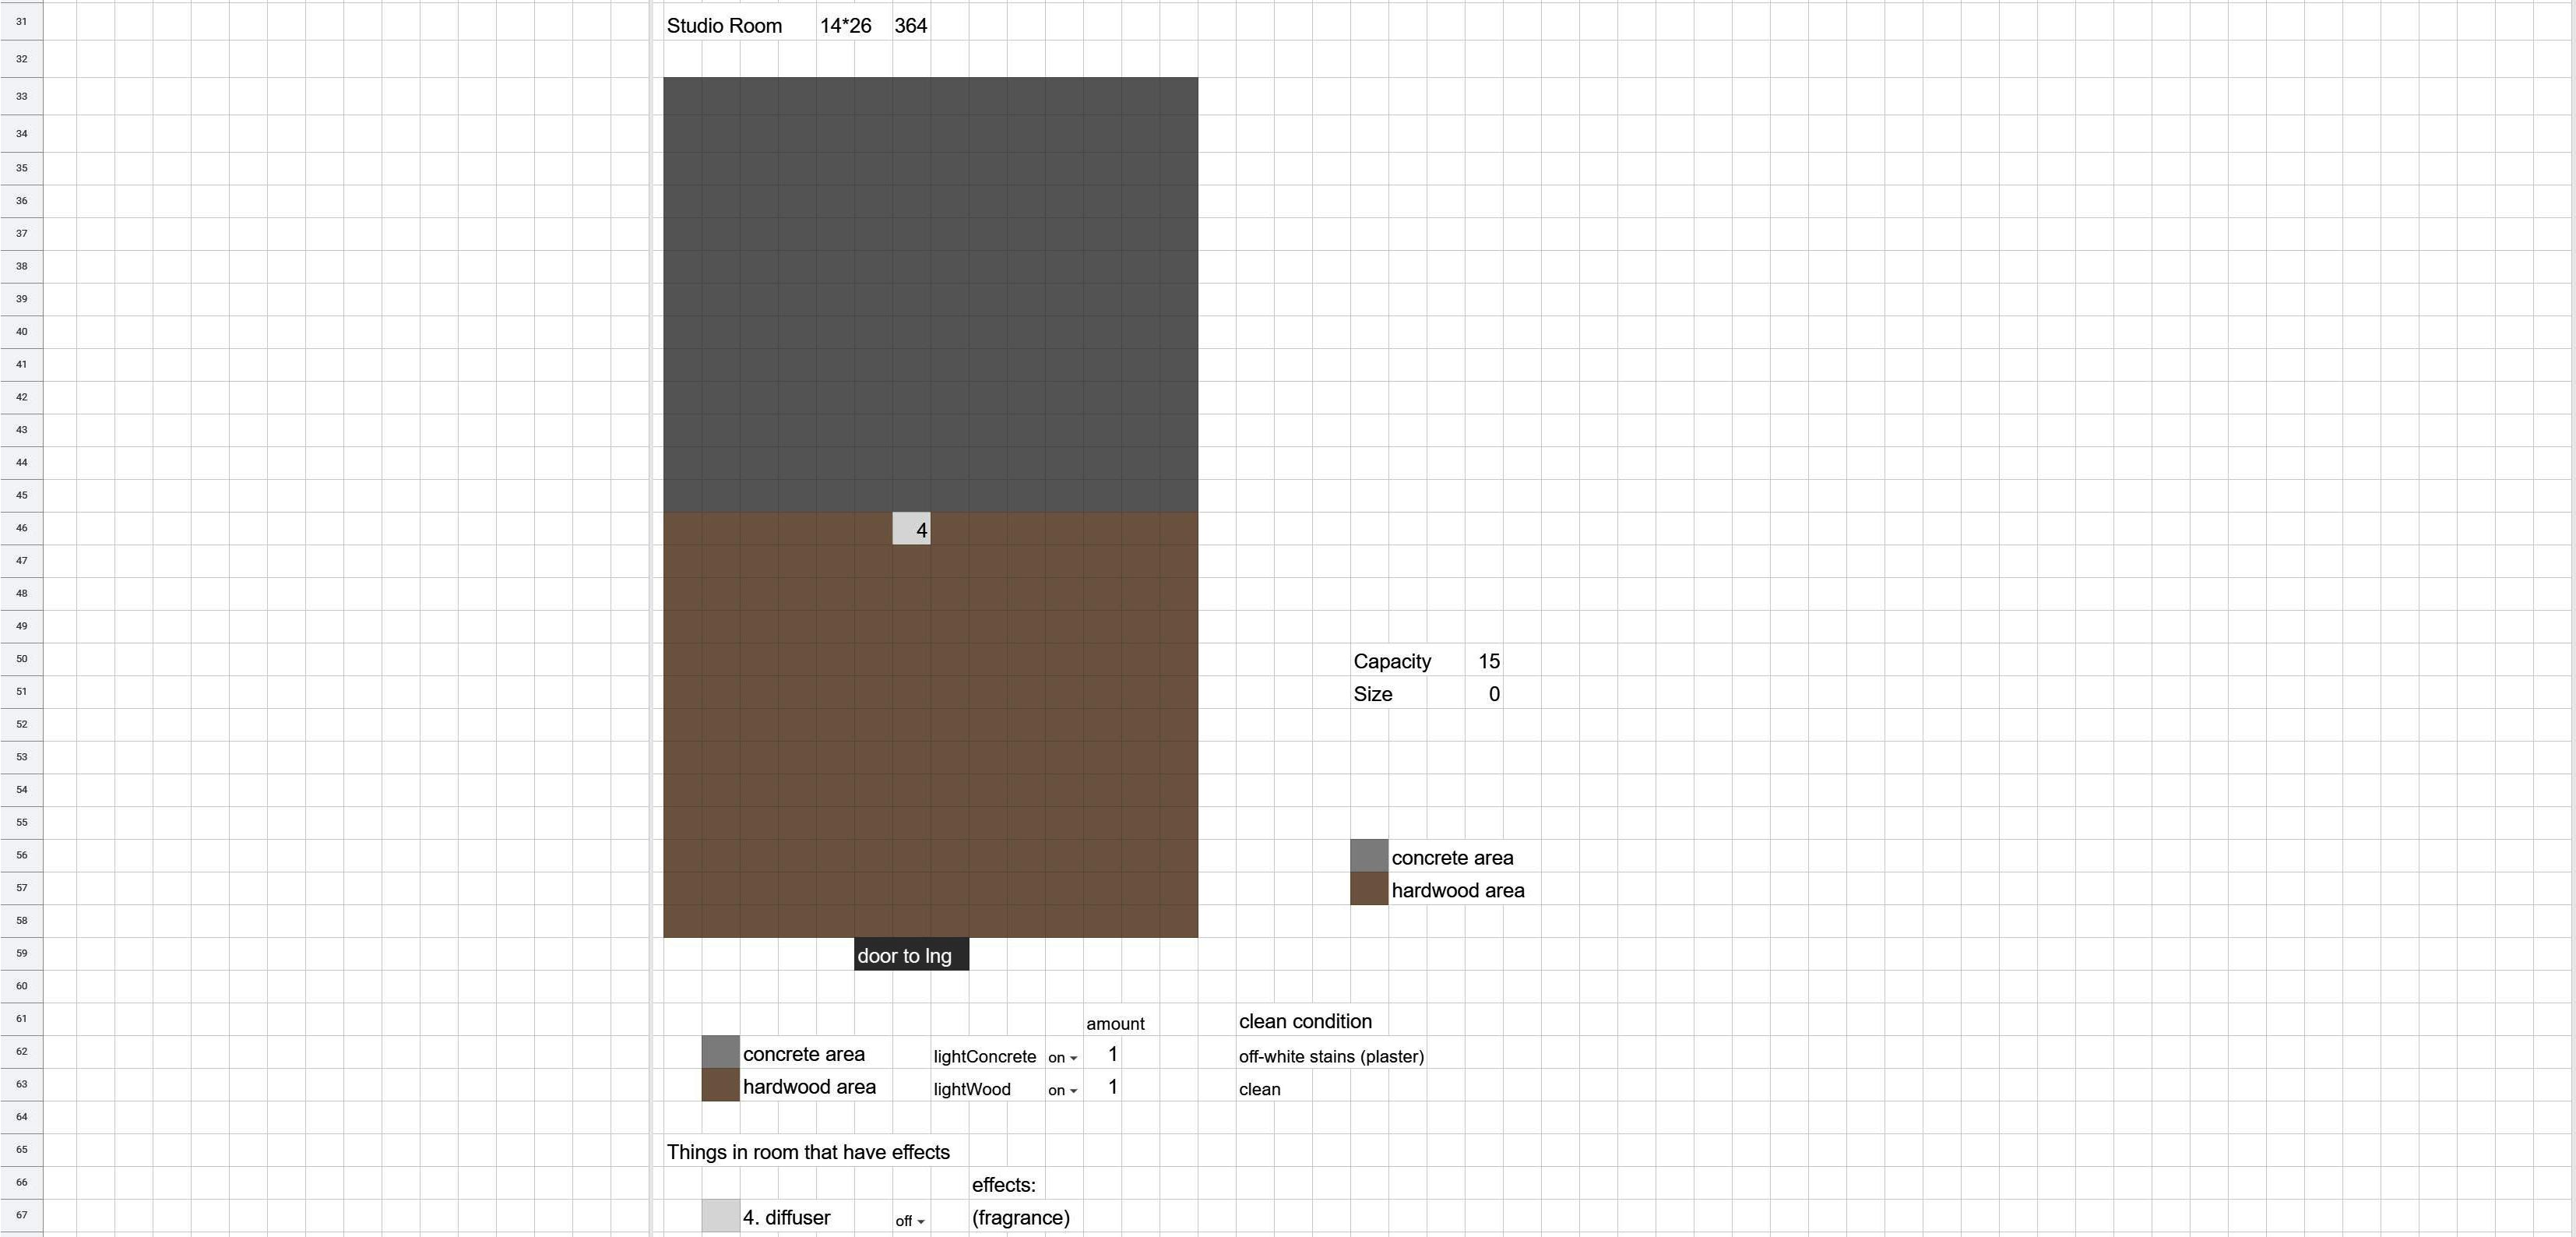 31 Studio Room 14*26 364
32
33
34
35
36
37
38
39
40
41
42
43
44
45
46 4
47
48
49
50 Capacity 15
51 Size 0
52
53
54
55
56 concrete area
57 hardwood area
58
59 door to lng
60
61 amount clean condition
62 concrete area lightConcrete on 1 off-white stains (plaster)
63 hardwood area lightWood on 1 clean
64
65 Things in room that have effects
66 effects:
67 4. diffuser off (fragrance)